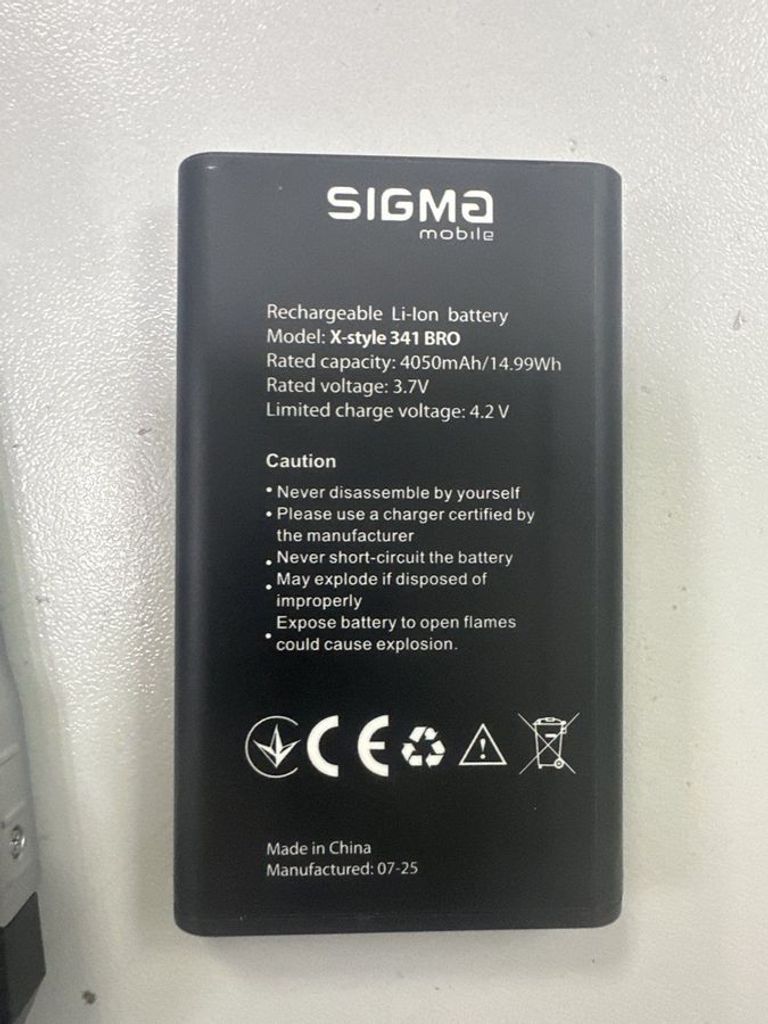 SIGMa
mobile
Rechargeable Li-Ion battery
Model: X-style 341 BRO
Rated capacity: 4050mAh/14.99Wh
Rated voltage: 3.7V
Limited charge voltage: 4.2 V
Caution
• Never disassemble by yourself
• Please use a charger certified by
the manufacturer
• Never short-circuit the battery
• May explode if disposed of
improperly
Expose battery to open flames
• could cause explosion.
CE
Made in China
Manufactured: 07-25